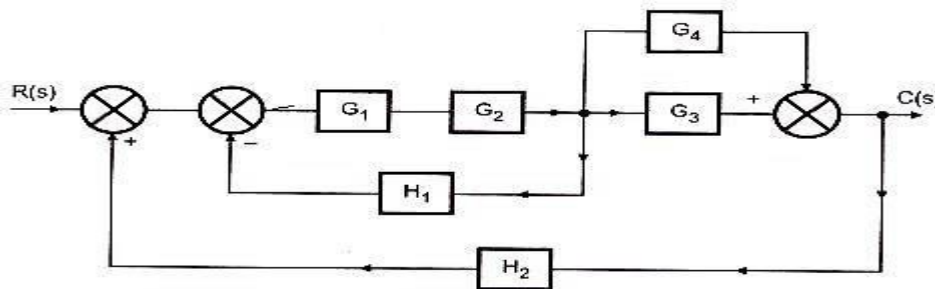 G₄
R(s)
G₁
G₂
G₃
+
C(s
+
−
H₁
H₂